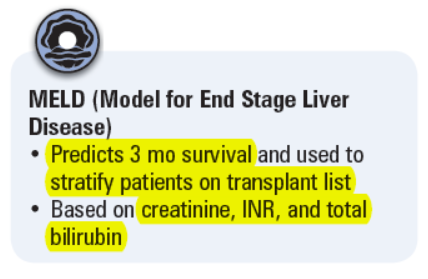 MELD (Model for End Stage Liver
Disease)
• Predicts 3 mo survival and used to
stratify patients on transplant list
• Based on creatinine, INR, and total
bilirubin